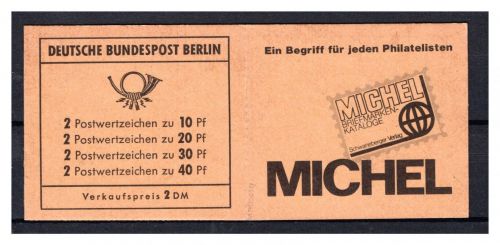 DEUTSCHE BUNDESPOST BERLIN
2 Postwertzeichen zu 10 Pf
2 Postwertzeichen zu 20 Pf
2 Postwertzeichen zu 30 Pf
2 Postwertzeichen zu 40 Pf
Verkaufspreis 2 DM
Ein Begriff für jeden Philatelisten
MICHEL
BRIEFMARKEN-
KATALOGE
Schwaneberger Verlag
MICHEL